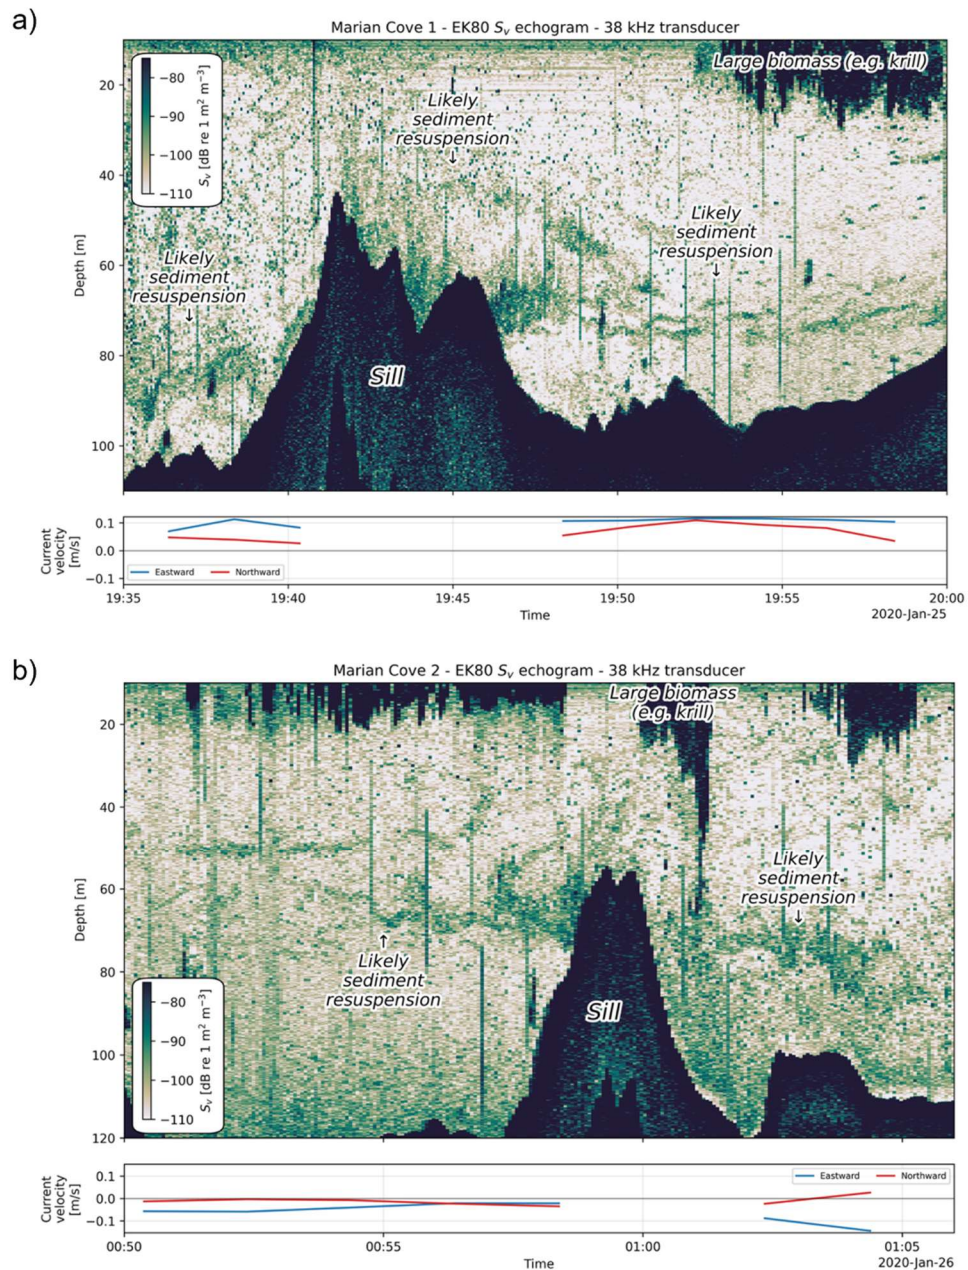 a)
Marian Cove 1 - EK80 Sv echogram - 38 kHz transducer
Large biomass (e.g. krill)
20
40
60
80
100
Depth [m]
−80
−90
−100
−110
Sv [dB re 1 m² m⁻³]
Likely
sediment
resuspension
↓
Likely
sediment
resuspension
↓
Likely
sediment
resuspension
↓
Sill
0.1
0.0
−0.1
Current
velocity
[m/s]
Eastward
Northward
19:35
19:40
19:45
19:50
19:55
20:00
Time
2020-Jan-25
b)
Marian Cove 2 - EK80 Sv echogram - 38 kHz transducer
Large biomass
(e.g. krill)
20
40
60
80
100
120
Depth [m]
Likely
sediment
resuspension
↓
↑
Likely
sediment
resuspension
Sill
−80
−90
−100
−110
Sv [dB re 1 m² m⁻³]
0.1
0.0
−0.1
Current
velocity
[m/s]
Eastward
Northward
00:50
00:55
01:00
01:05
Time
2020-Jan-26